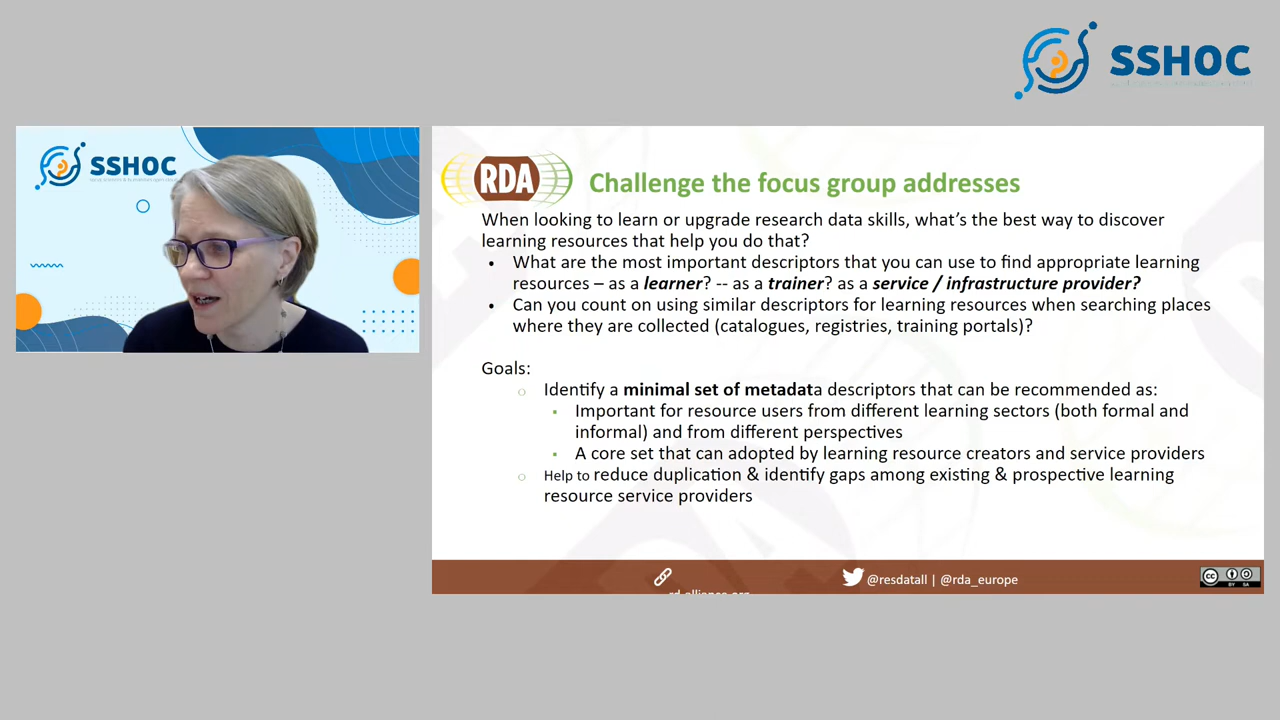 SSHOC
SSHOC
RDA
Challenge the focus group addresses
When looking to learn or upgrade research data skills, what's the best way to discover
learning resources that help you do that?
• What are the most important descriptors that you can use to find appropriate learning
resources – as a learner? -- as a trainer? as a service / infrastructure provider?
• Can you count on using similar descriptors for learning resources when searching places
where they are collected (catalogues, registries, training portals)?
Goals:
○ Identify a minimal set of metadata descriptors that can be recommended as:
▪ Important for resource users from different learning sectors (both formal and
informal) and from different perspectives
▪ A core set that can adopted by learning resource creators and service providers
○ Help to reduce duplication & identify gaps among existing & prospective learning
resource service providers
rd-alliance.org
@resdatall | @rda_europe
cc
BY SA